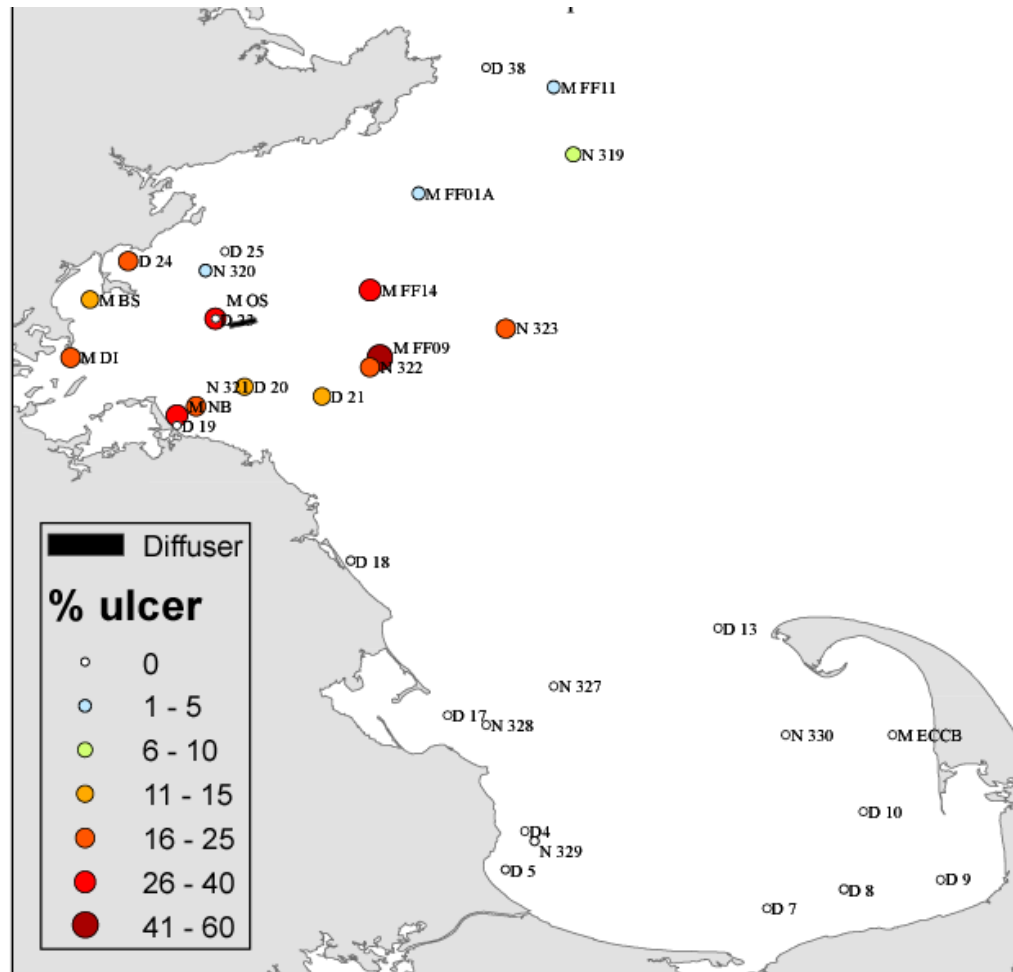 D 38
M FF11
N 319
M FF01A
D 25
D 24
N 320
M FF14
M BS
M OS
N 323
M FF09
M DI
N 322
N 321
D 20
D 21
M NB
D 19
Diffuser
% ulcer
0
1 - 5
6 - 10
11 - 15
16 - 25
26 - 40
41 - 60
D 18
D 13
N 327
D 17
N 328
N 330
M ECCB
D 10
D4
N 329
D 5
D 8
D 9
D 7